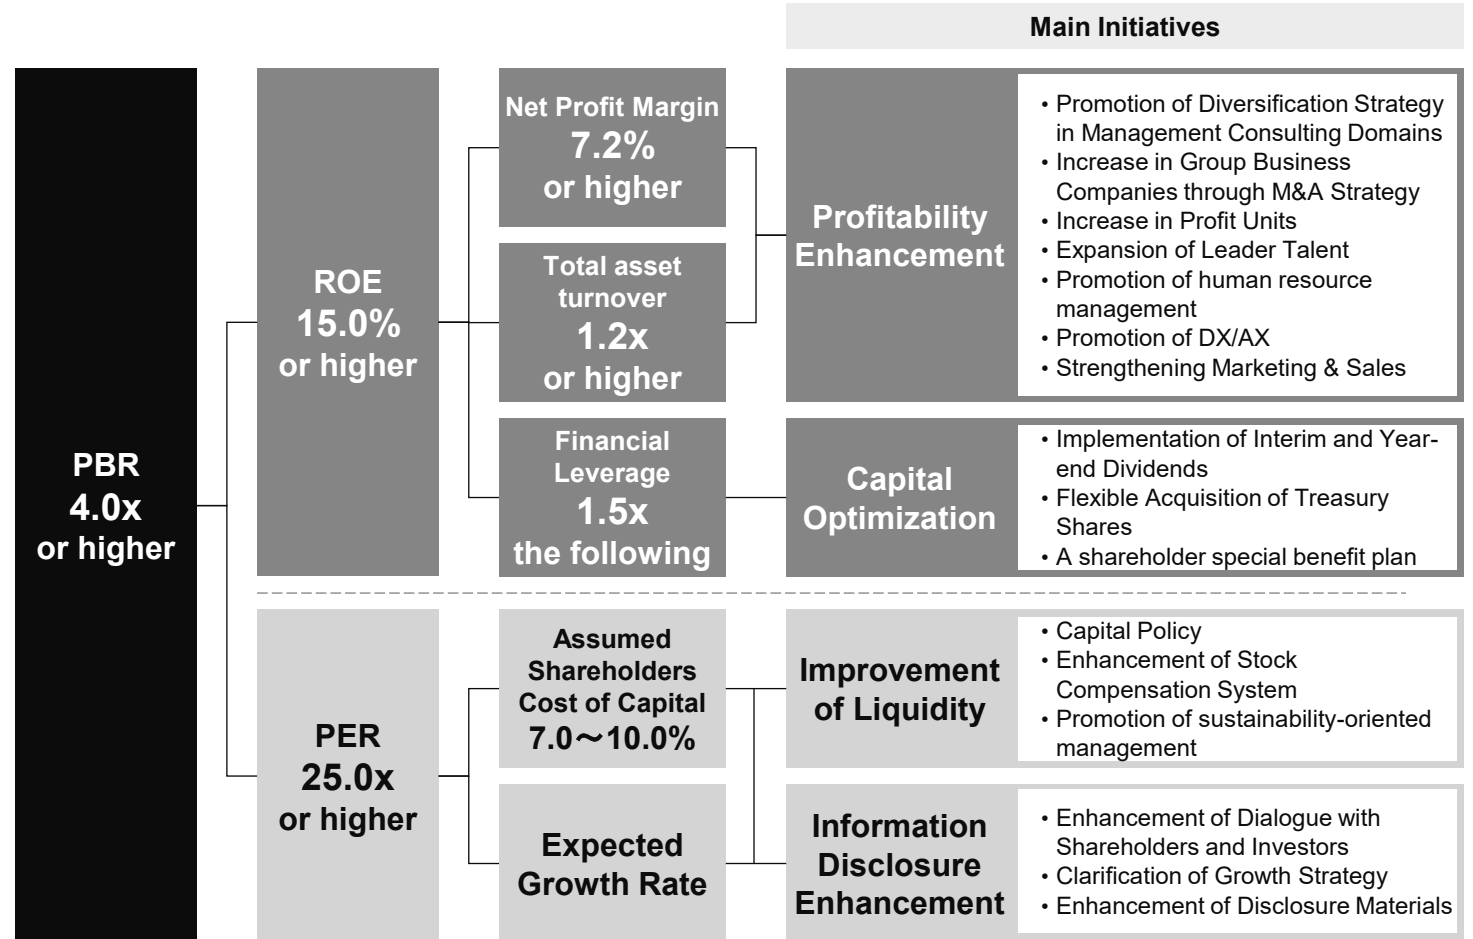 Main Initiatives
PBR
4.0x
or higher
ROE
15.0%
or higher
Net Profit Margin
7.2%
or higher
Total asset
turnover
1.2x
or higher
Financial
Leverage
1.5x
the following
Profitability
Enhancement
・Promotion of Diversification Strategy
in Management Consulting Domains
・Increase in Group Business
Companies through M&A Strategy
・Increase in Profit Units
・Expansion of Leader Talent
・Promotion of human resource
management
・Promotion of DX/AX
・Strengthening Marketing & Sales
Capital
Optimization
・Implementation of Interim and Year-
end Dividends
・Flexible Acquisition of Treasury
Shares
・A shareholder special benefit plan
PER
25.0x
or higher
Assumed
Shareholders
Cost of Capital
7.0～10.0%
Expected
Growth Rate
Improvement
of Liquidity
・Capital Policy
・Enhancement of Stock
Compensation System
・Promotion of sustainability-oriented
management
Information
Disclosure
Enhancement
・Enhancement of Dialogue with
Shareholders and Investors
・Clarification of Growth Strategy
・Enhancement of Disclosure Materials